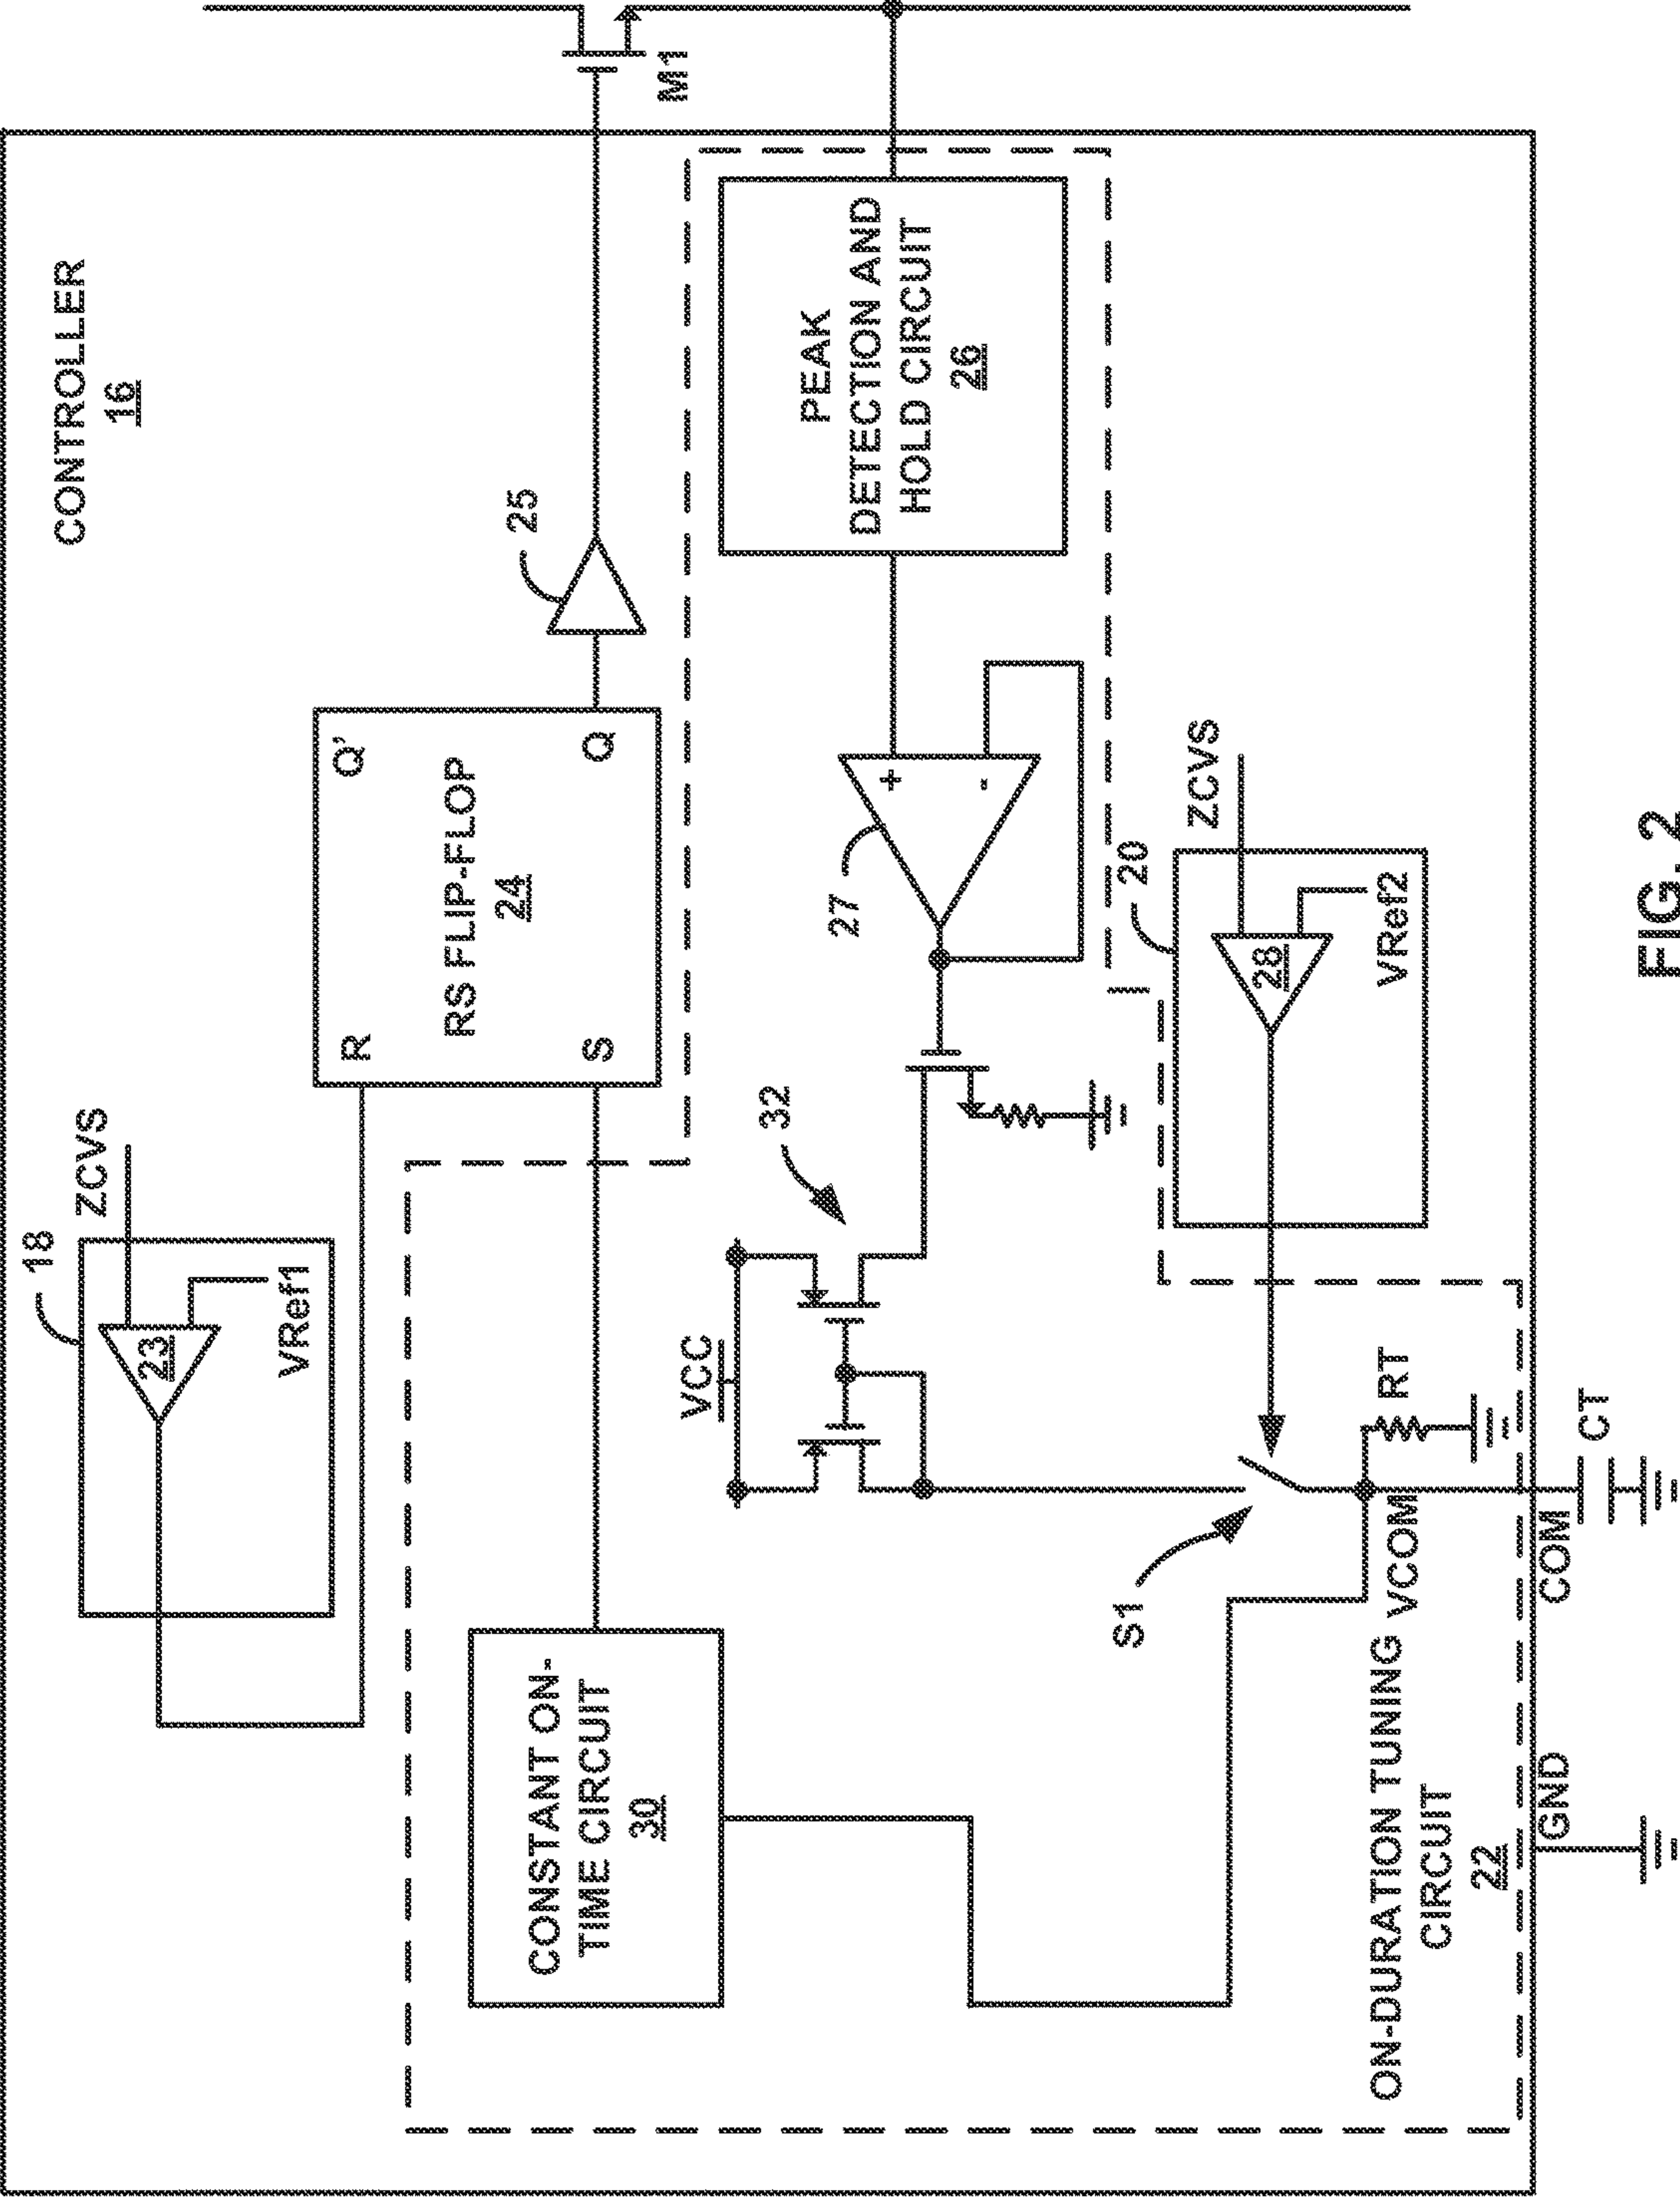 CONTROLLER
16
18
ZCVS
23
VRef1
R
Q'
RS FLIP-FLOP
24
S
Q
25
M1
CONSTANT ON-
TIME CIRCUIT
30
VCC
32
27
+
-
PEAK
DETECTION AND
HOLD CIRCUIT
26
S1
20
ZCVS
28
VRef2
RT
VCOM
ON-DURATION TUNING
CIRCUIT
22
GND
COM
CT
FIG. 2